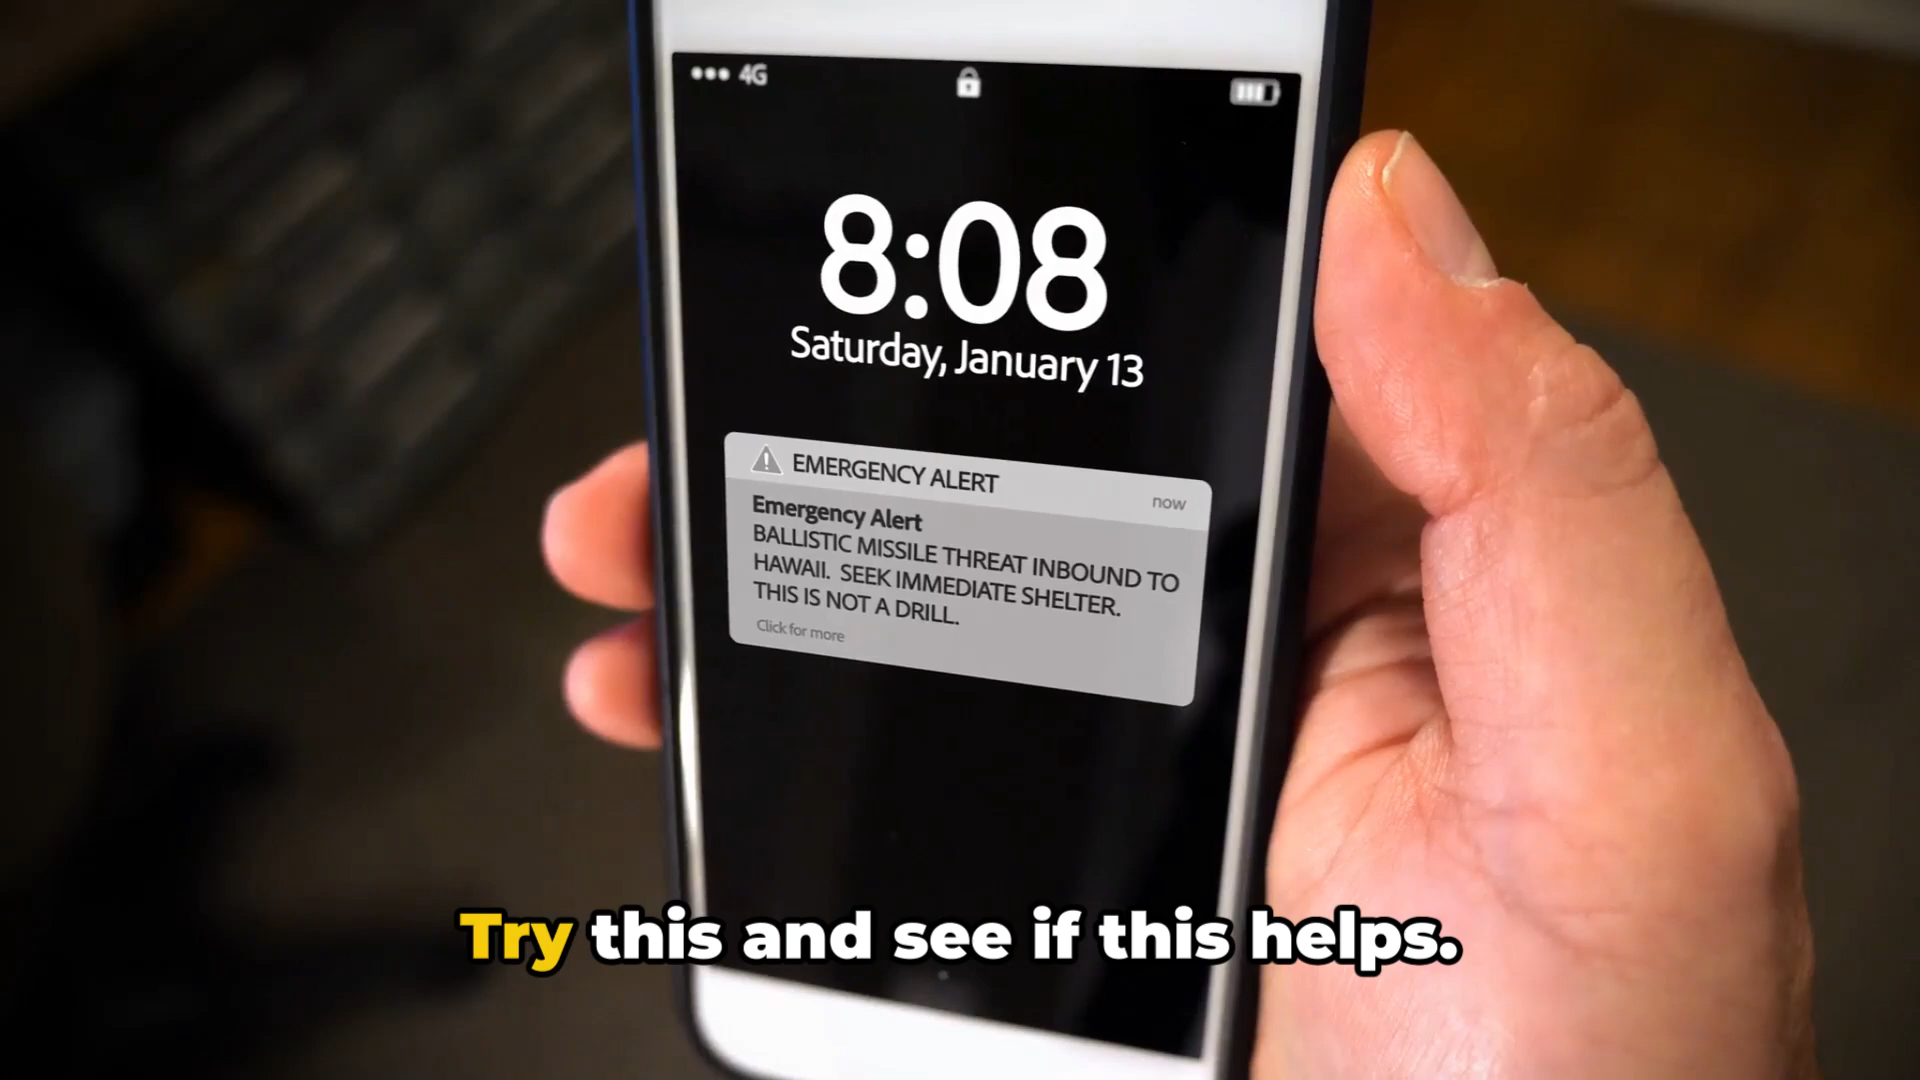 4G
8:08
Saturday, January 13
EMERGENCY ALERT
now
Emergency Alert
BALLISTIC MISSILE THREAT INBOUND TO
HAWAII. SEEK IMMEDIATE SHELTER.
THIS IS NOT A DRILL.
Click for more
Try this and see if this helps.